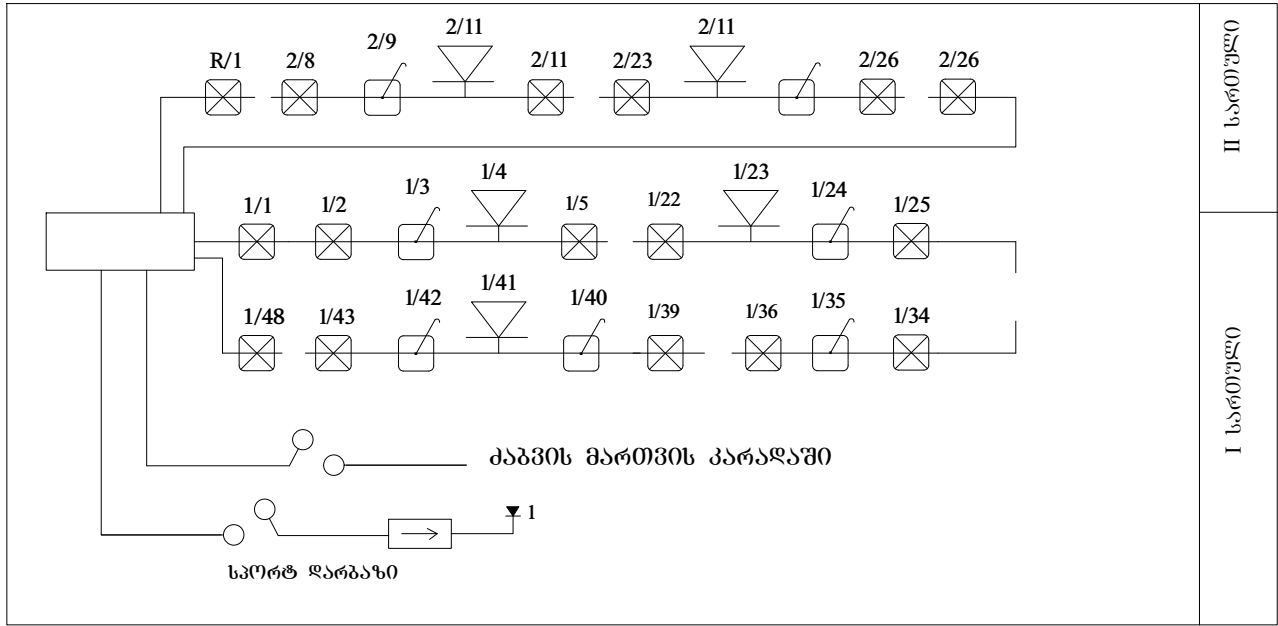 R/1 2/8 2/9 2/11 2/11 2/23 2/11 2/26 2/26
1/1 1/2 1/3 1/4 1/5 1/22 1/23 1/24 1/25
1/48 1/43 1/42 1/41 1/40 1/39 1/36 1/35 1/34
ძაბვის მართვის კარადაში
1
სპორტ დარბაზი
II სართული
I სართული